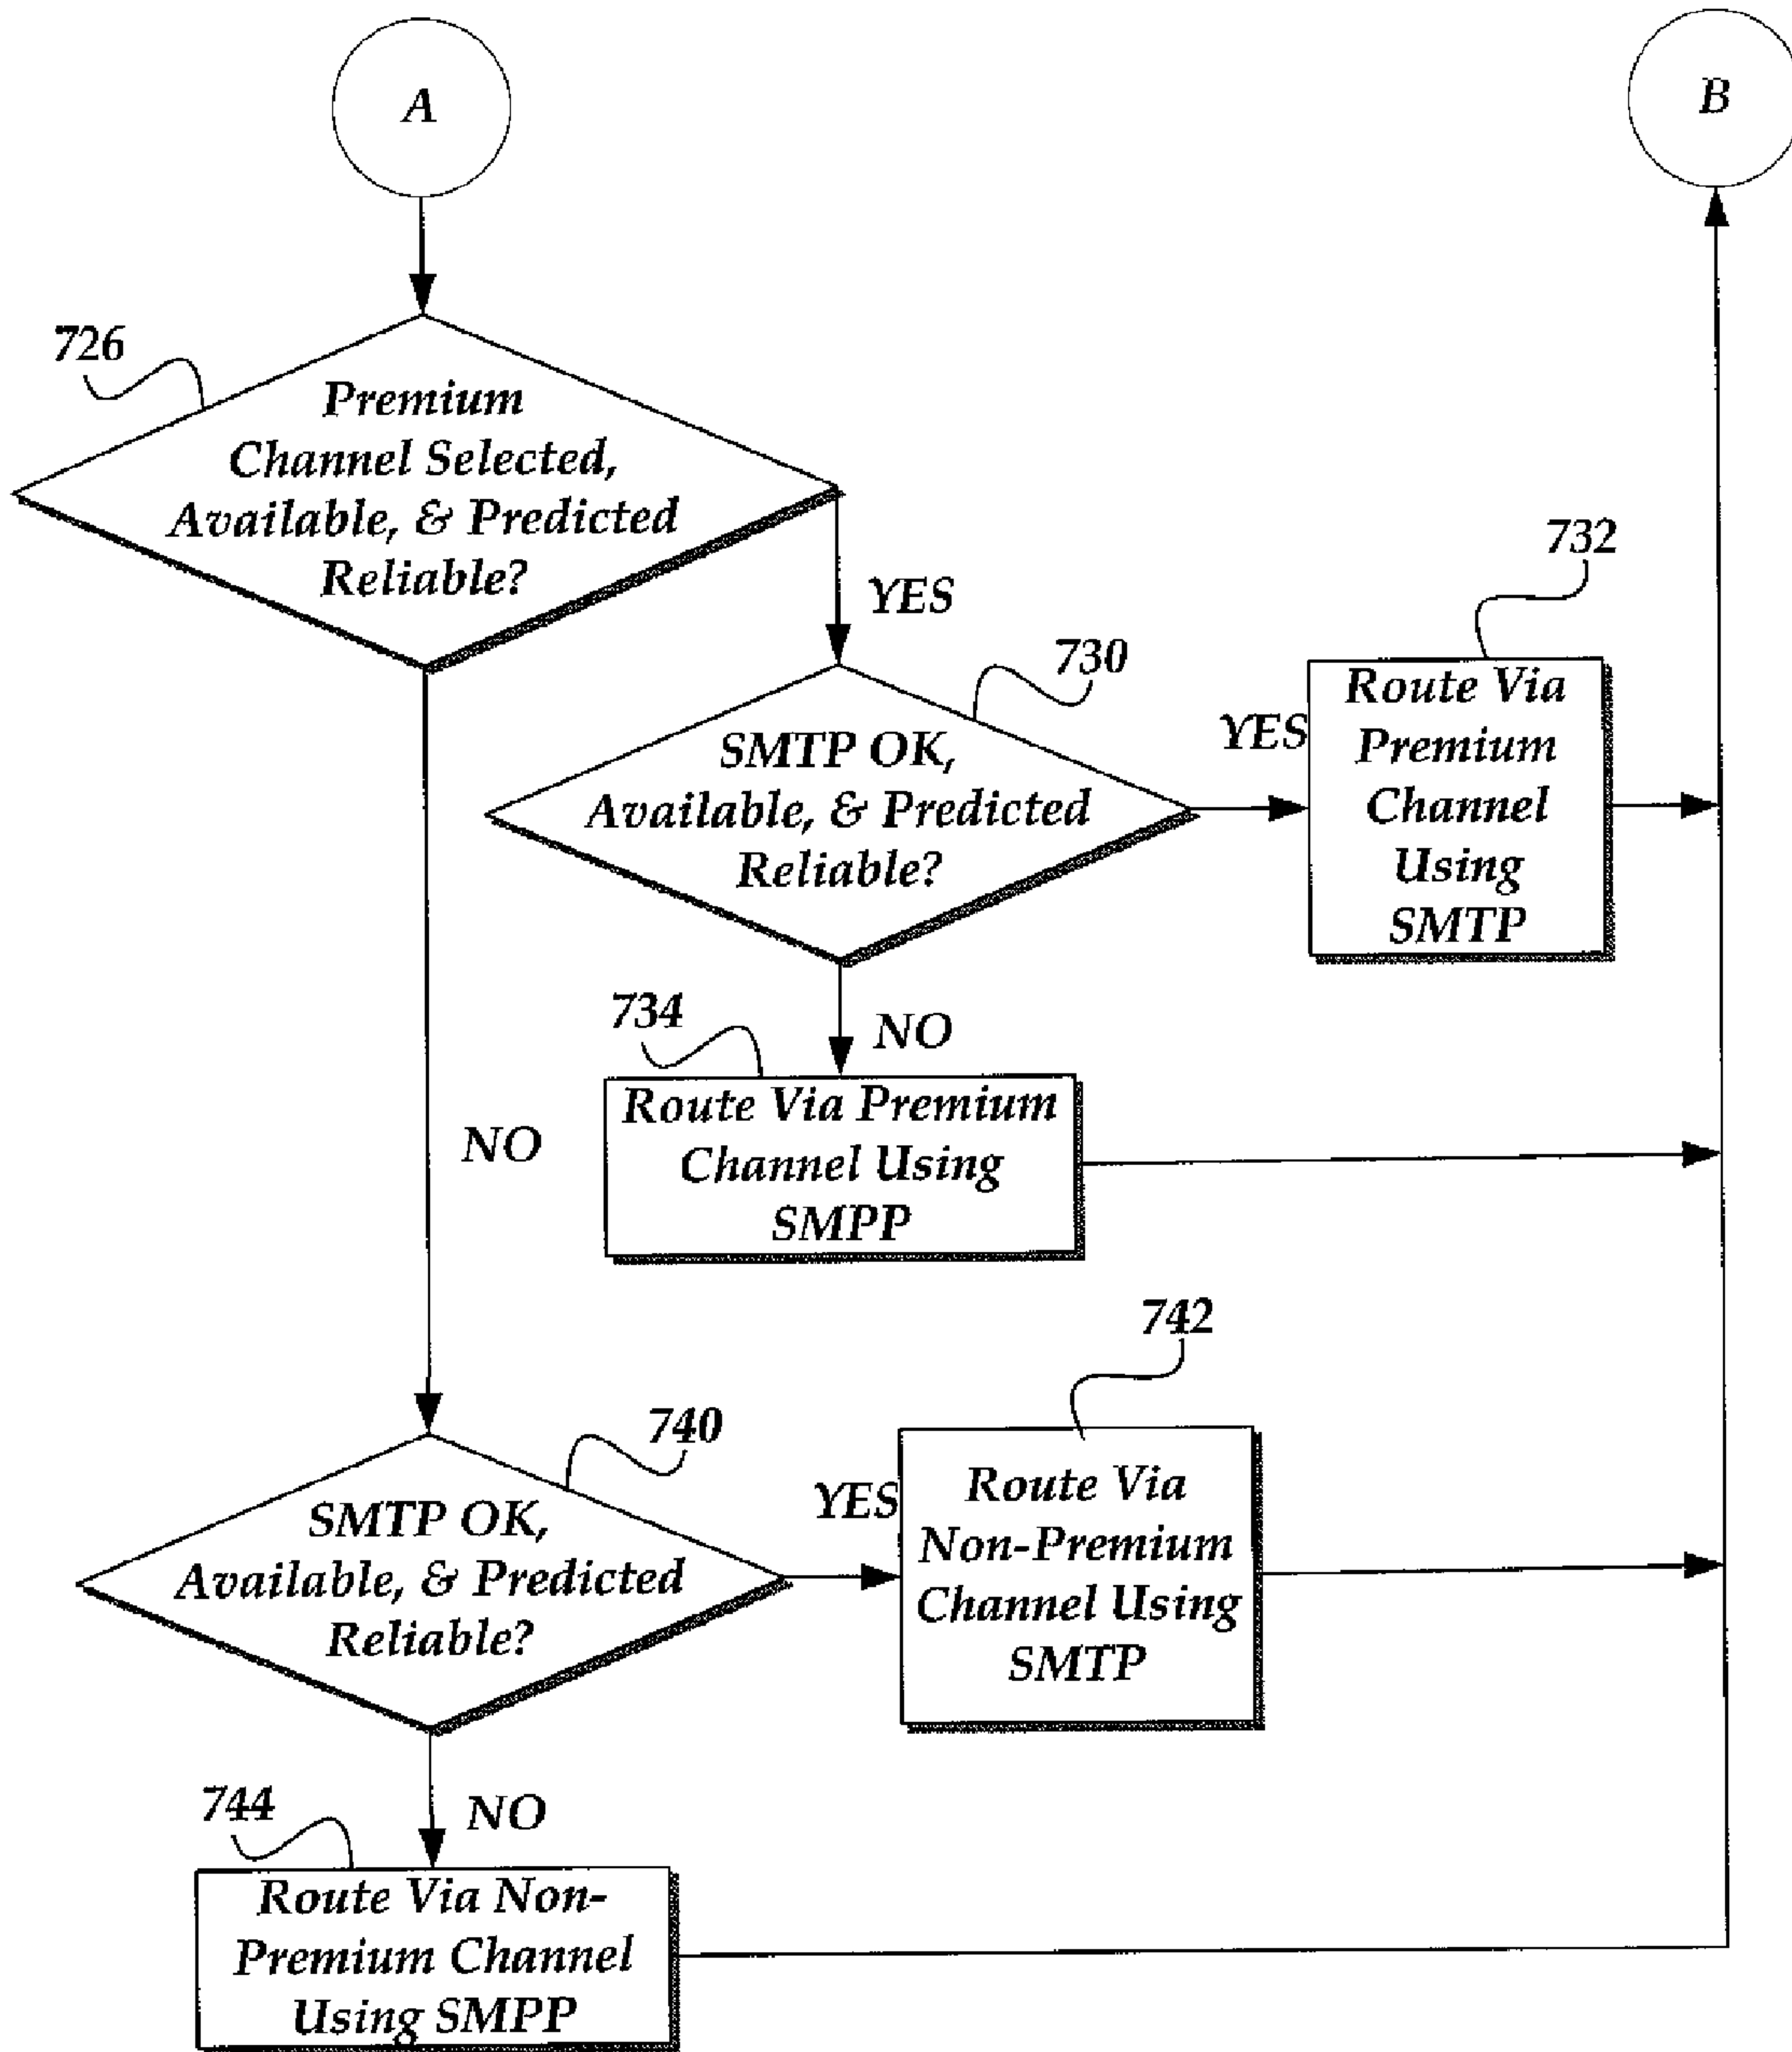 A
B
726
Premium
Channel Selected,
Available, & Predicted
Reliable?
YES
732
730
Route Via
Premium
Channel
Using
SMTP
YES
SMTP OK,
Available, & Predicted
Reliable?
734
NO
NO
Route Via Premium
Channel Using
SMPP
742
740
YES
Route Via
Non-Premium
Channel Using
SMTP
SMTP OK,
Available, & Predicted
Reliable?
744
NO
Route Via Non-
Premium Channel
Using SMPP